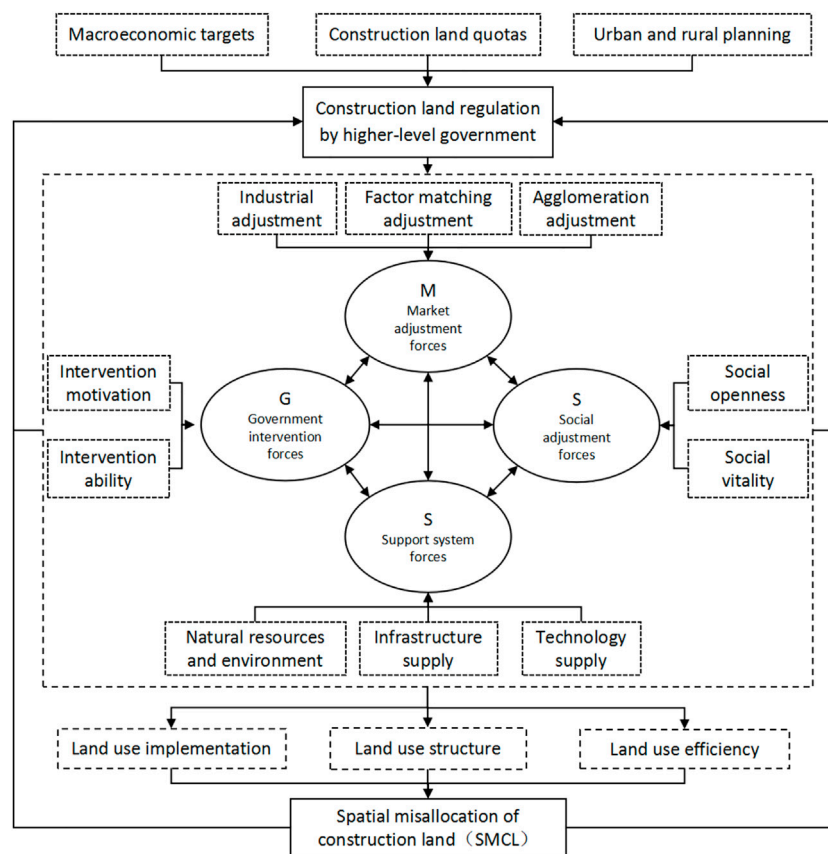 Macroeconomic targets
Construction land quotas
Urban and rural planning
Construction land regulation
by higher-level government
Industrial
adjustment
Factor matching
adjustment
Agglomeration
adjustment
M
Market
adjustment
forces
Intervention
motivation
Intervention
ability
G
Government
intervention
forces
S
Social
adjustment
forces
Social
openness
Social
vitality
S
Support system
forces
Natural resources
and environment
Infrastructure
supply
Technology
supply
Land use implementation
Land use structure
Land use efficiency
Spatial misallocation of
construction land（SMCL）